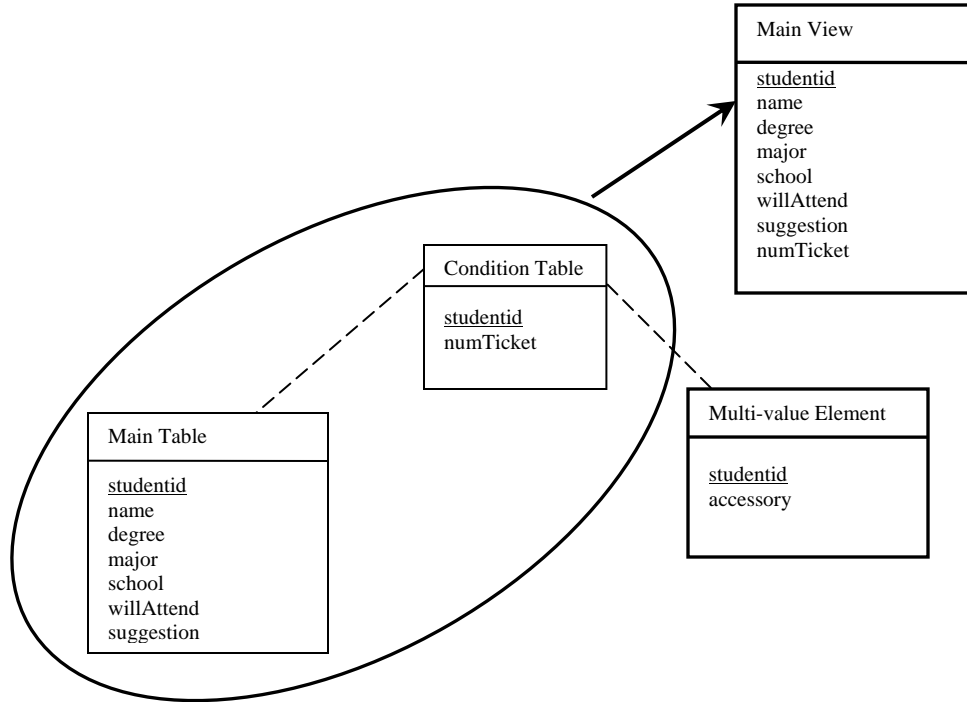 Main View
studentid
name
degree
major
school
willAttend
suggestion
numTicket
Condition Table
studentid
numTicket
Main Table
studentid
name
degree
major
school
willAttend
suggestion
Multi-value Element
studentid
accessory